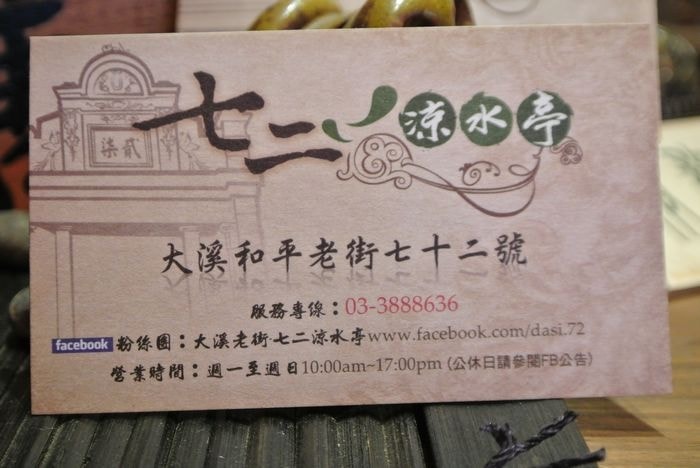 七二涼水亭
柒貳
大溪和平老街七十二號
服務專線：03-3888636
facebook 粉絲團：大溪老街·七二涼水亭www.facebook.com/dasi.72
營業時間：週一至週日10:00am~17:00pm (公休日請參閱FB公告)